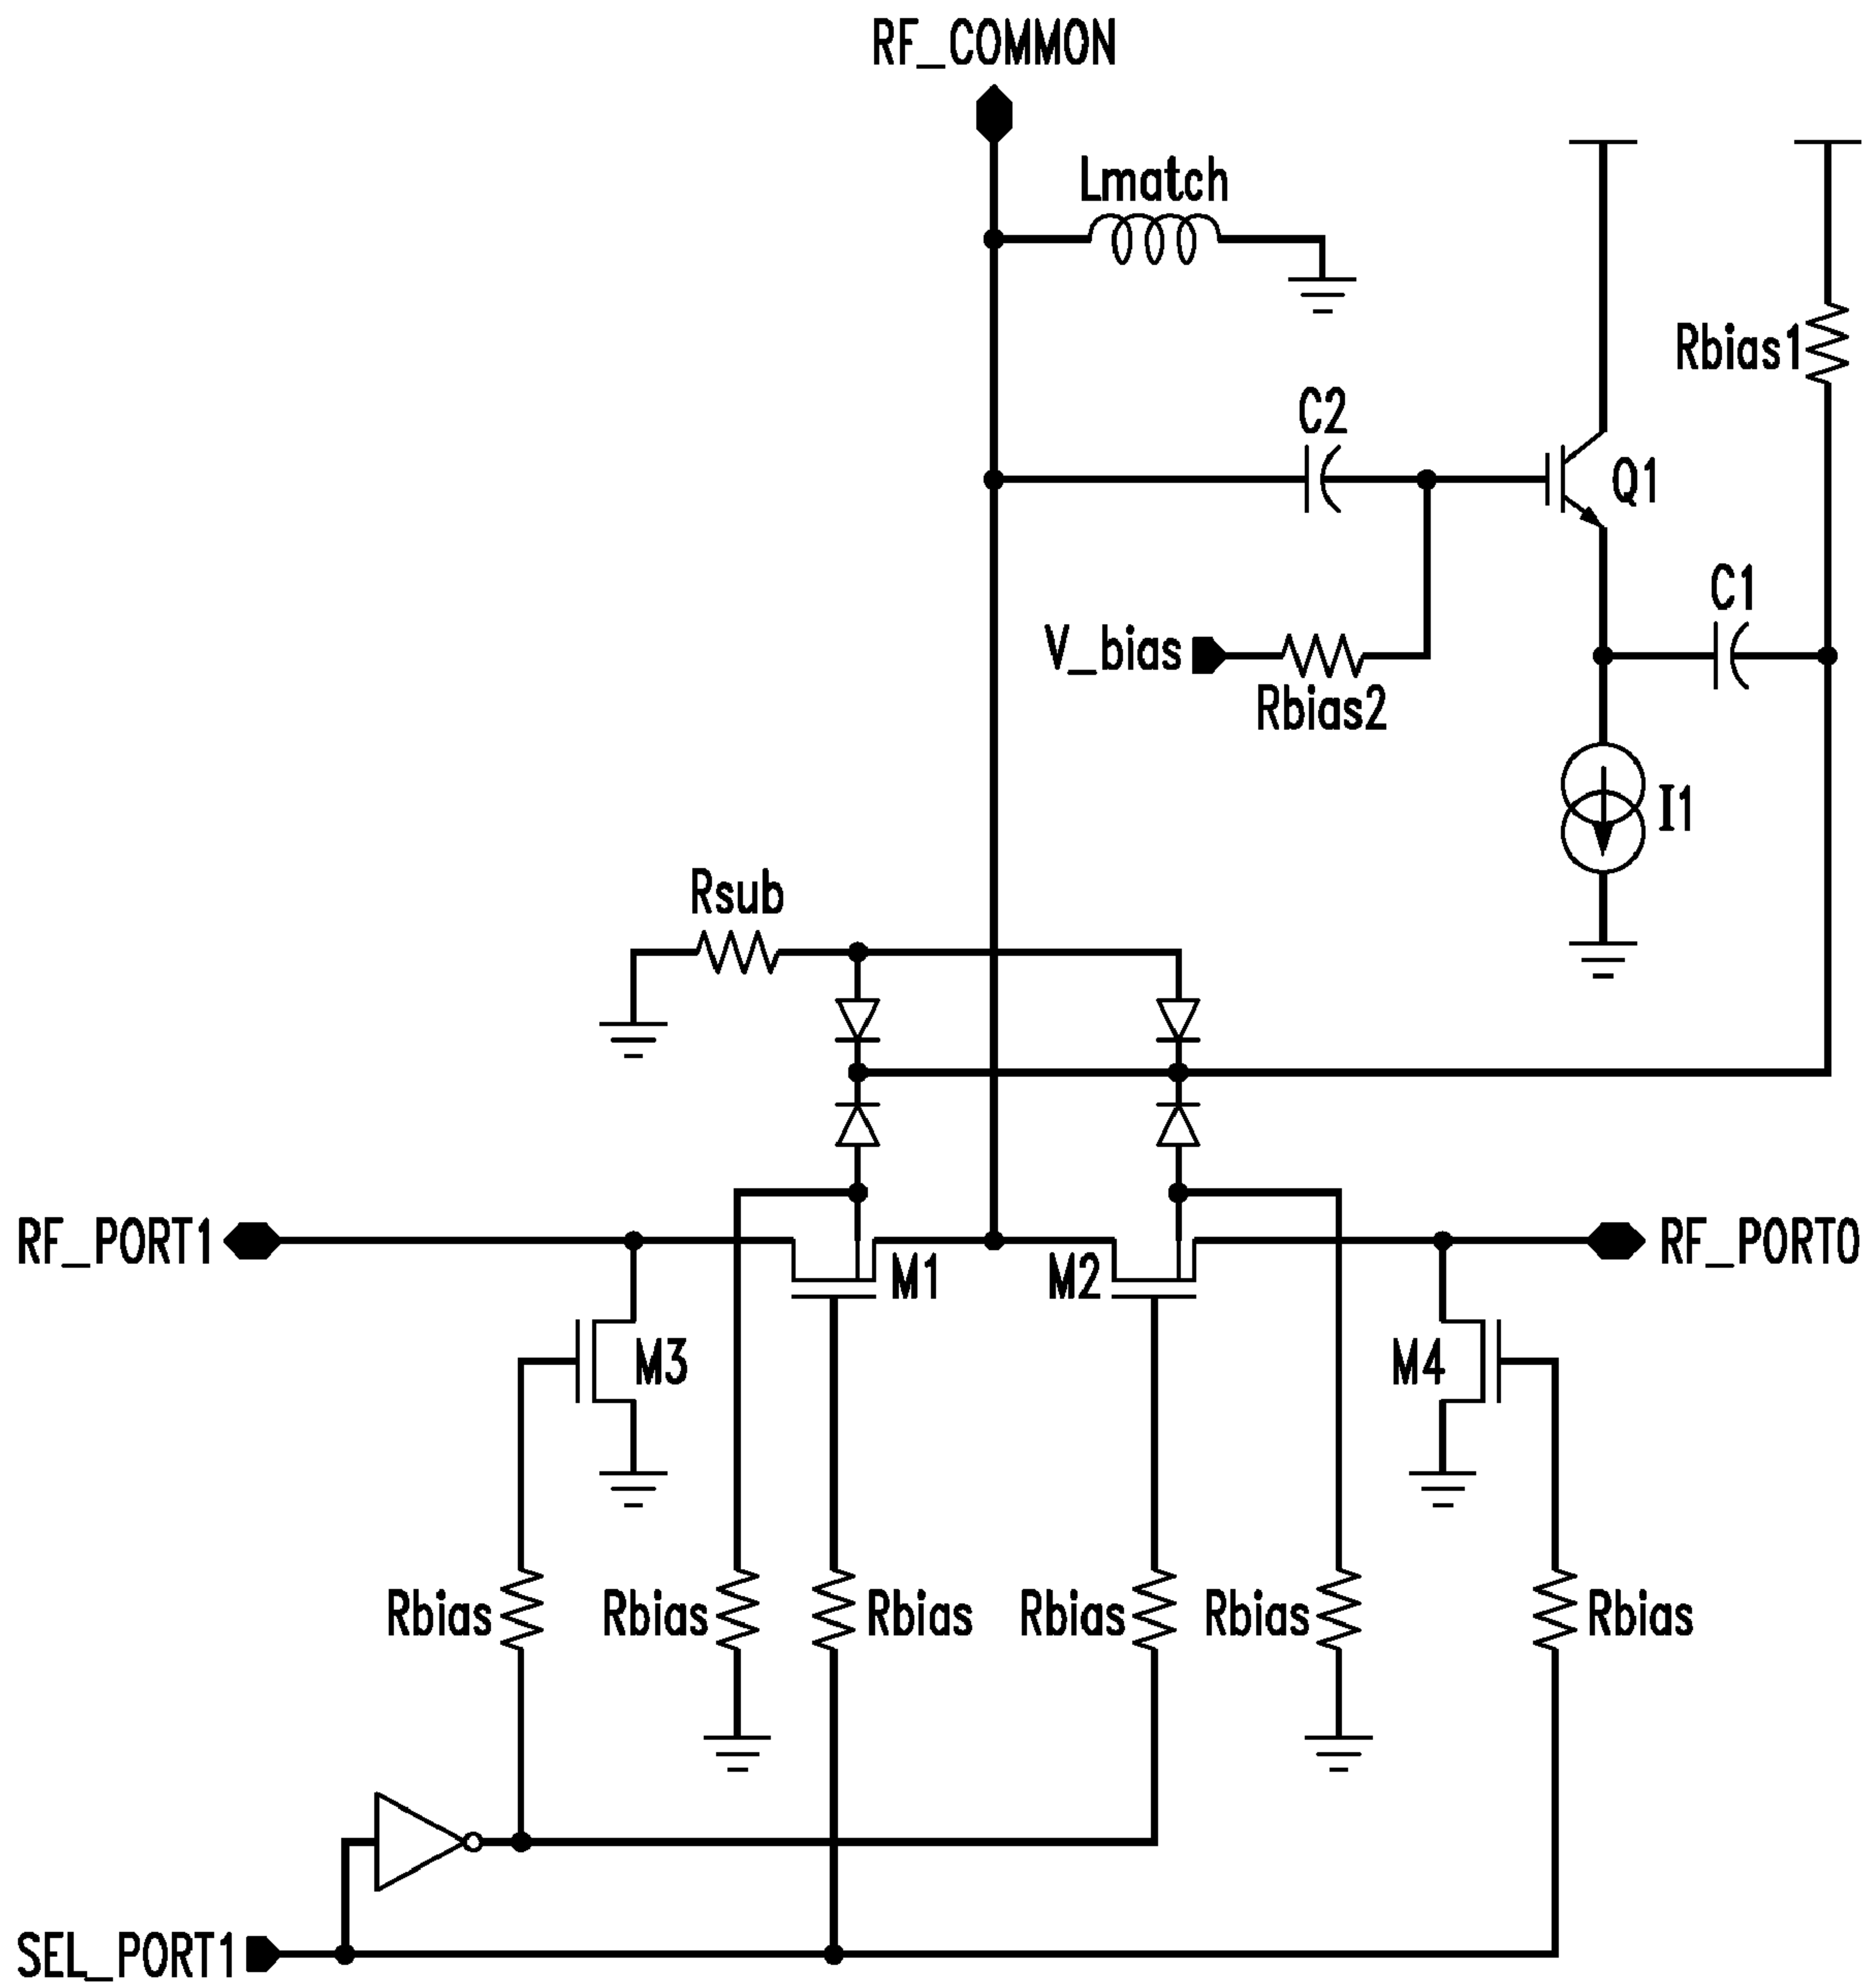 RF_COMMON
Lmatch
Rbias1
C2
Q1
C1
V_bias
Rbias2
I1
Rsub
RF_PORT1
M1
M2
RF_PORT0
M3
M4
Rbias
Rbias
Rbias
Rbias
Rbias
Rbias
SEL_PORT1